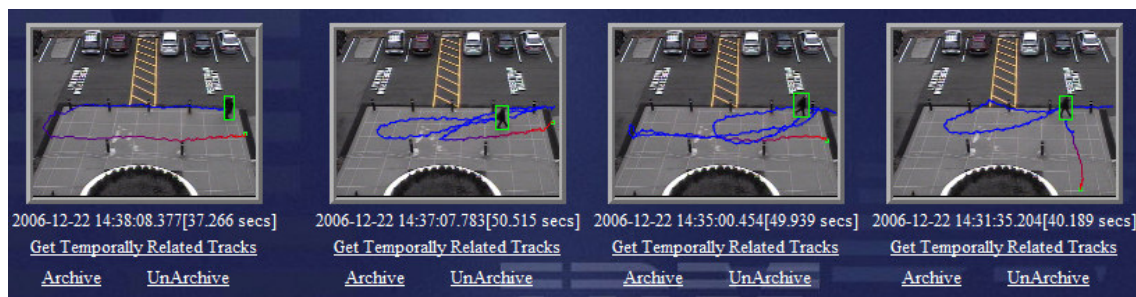 2006-12-22 14:38:08.377[37.266 secs]
Get Temporally Related Tracks
Archive UnArchive
2006-12-22 14:37:07.783[50.515 secs]
Get Temporally Related Tracks
Archive UnArchive
2006-12-22 14:35:00.454[49.939 secs]
Get Temporally Related Tracks
Archive UnArchive
2006-12-22 14:31:35.204[40.189 secs]
Get Temporally Related Tracks
Archive UnArchive